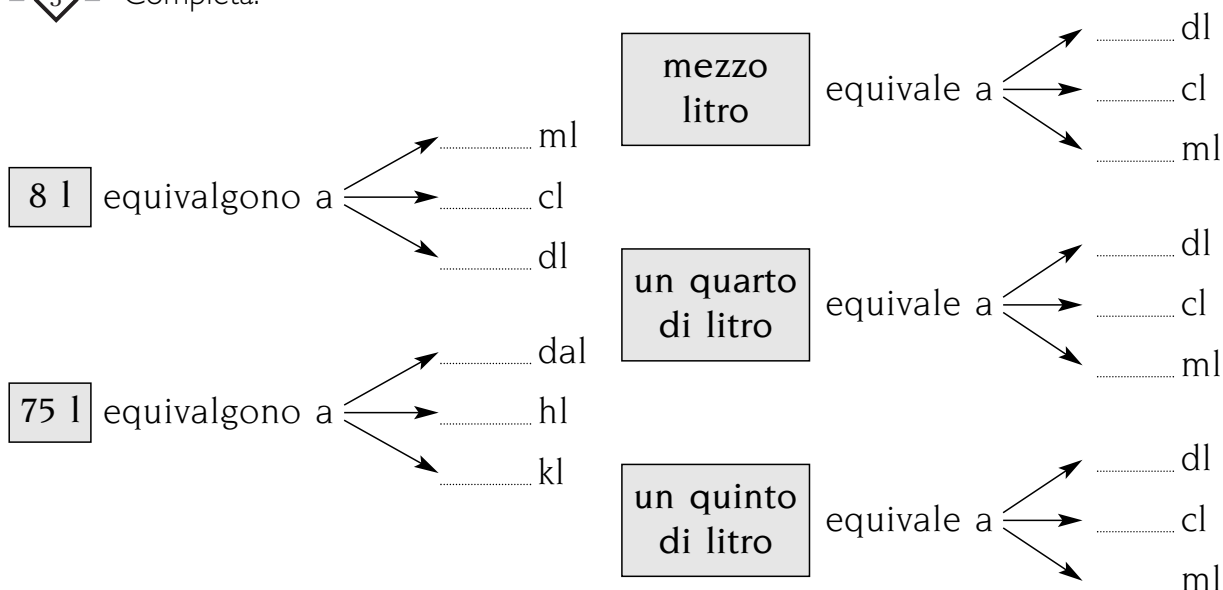 5 Completa.
8 l equivalgono a
........ ml
........ cl
........ dl
75 l equivalgono a
........ dal
........ hl
........ kl
mezzo
litro
equivale a
........ dl
........ cl
........ ml
un quarto
di litro
equivale a
........ dl
........ cl
........ ml
un quinto
di litro
equivale a
........ dl
........ cl
ml